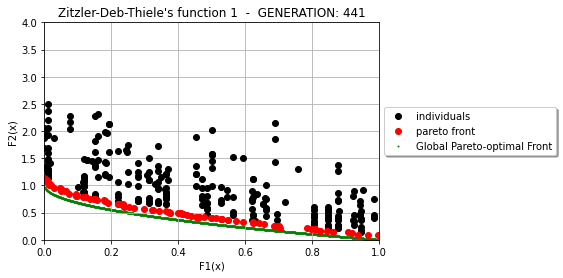 Zitzler-Deb-Thiele's function 1 - GENERATION: 441
4.0
3.5
3.0
2.5
2.0
1.5
1.0
0.5
0.0
F2(x)
0.0 0.2 0.4 0.6 0.8 1.0
F1(x)
individuals
pareto front
Global Pareto-optimal Front